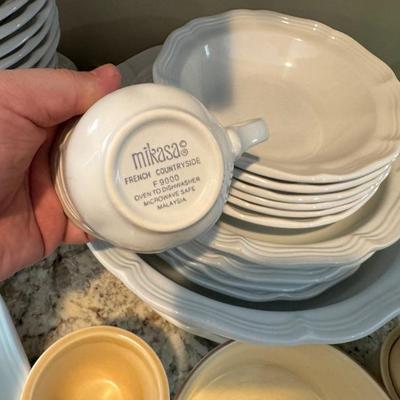 mikasa©
FRENCH COUNTRYSIDE
F 9000
OVEN TO DISHWASHER
MICROWAVE SAFE
MALAYSIA